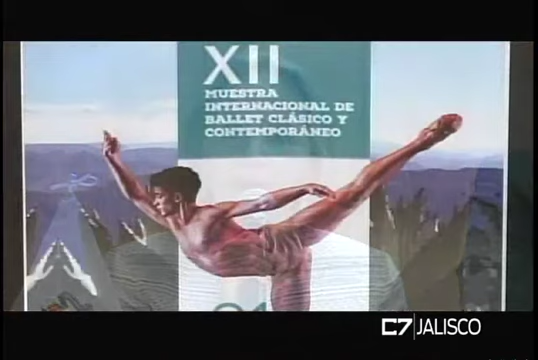 XII
MUESTRA
INTERNACIONAL DE
BALLET CLÁSICO Y
CONTEMPORÁNEO
C7 JALISCO